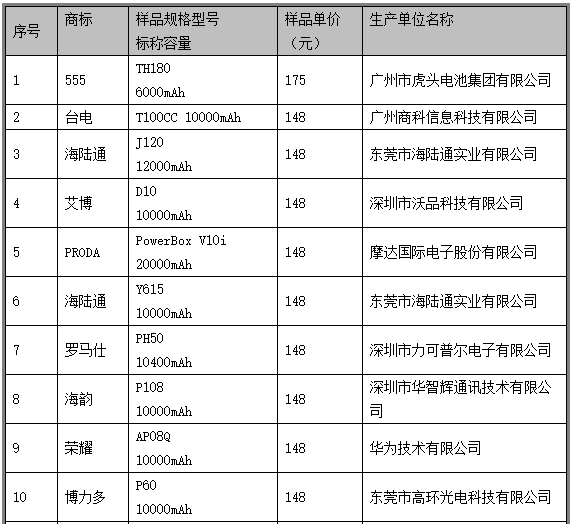 序号 商标 样品规格型号 样品单价 生产单位名称
标称容量 （元）
1 555 TH180 175 广州市虎头电池集团有限公司
6000mAh
2 台电 T100CC 10000mAh 148 广州商科信息科技有限公司
3 海陆通 J120 148 东莞市海陆通实业有限公司
12000mAh
4 艾博 D10 148 深圳市沃品科技有限公司
10000mAh
5 PRODA PowerBox V10i 148 摩达国际电子股份有限公司
20000mAh
6 海陆通 Y615 148 东莞市海陆通实业有限公司
10000mAh
7 罗马仕 PH50 148 深圳市力可普尔电子有限公司
10400mAh
8 海韵 P108 148 深圳市华智辉通讯技术有限公
10000mAh 司
9 荣耀 AP08Q 148 华为技术有限公司
10000mAh
10 博力多 P60 148 东莞市高环光电科技有限公司
10000mAh